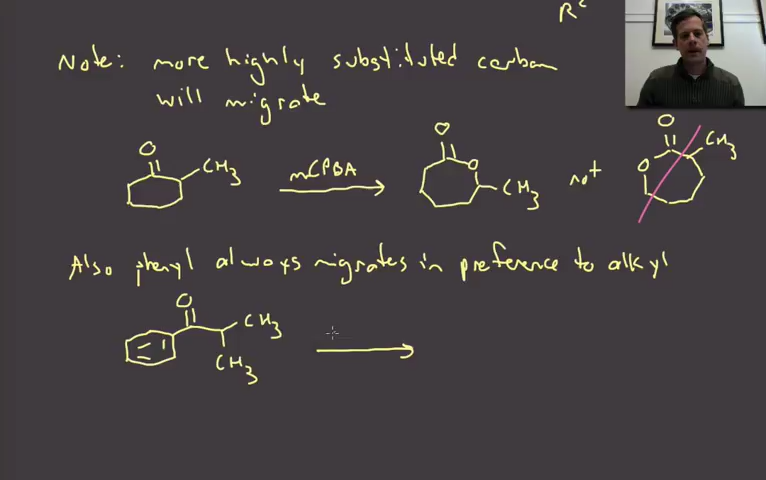 R²
Note: more highly substituted carbon
will migrate
O
CH3
mCPBA
O
O
CH3
not
O
O
CH3
Also phenyl always migrates in preference to alkyl
O
CH3
CH3